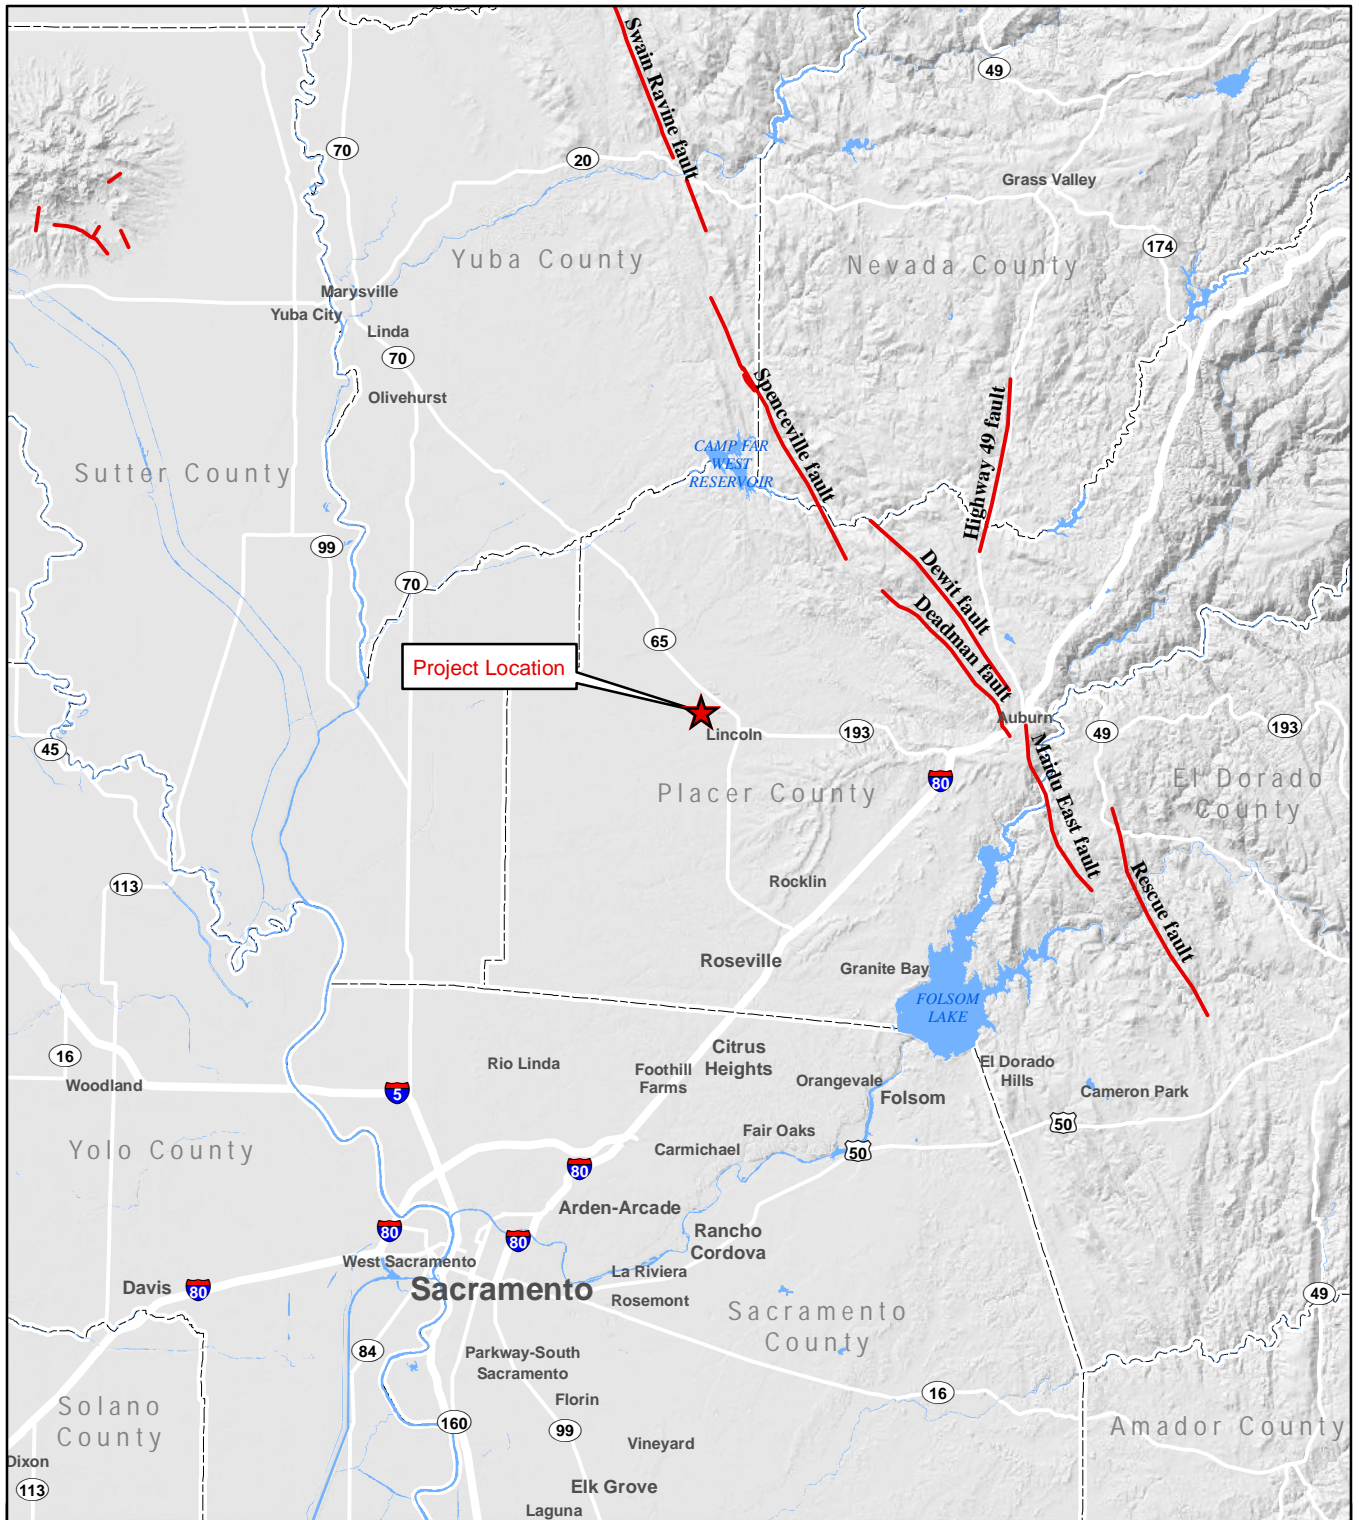 Swain Ravine fault
49
70
20
Grass Valley
174
Yuba County
Nevada County
Marysville
Yuba City
Linda
70
Olivehurst
Spenceville fault
Highway 49 fault
CAMP FAR
WEST
RESERVOIR
Sutter County
99
70
Dewit fault
Deadman fault
65
Project Location
Auburn
Lincoln
193
49
193
45
80
Maidu East fault
El Dorado
County
Placer County
113
Rocklin
Rescue fault
Roseville
Granite Bay
FOLSOM
LAKE
16
Woodland
Rio Linda
Citrus
Heights
Foothill
Farms
Orangevale
El Dorado
Hills
Cameron Park
Folsom
5
50
Fair Oaks
Carmichael
50
Yolo County
80
Arden-Arcade
80
80
Rancho
Cordova
West Sacramento
La Riviera
Davis
80
Sacramento
Rosemont
Sacramento
County
49
84
Parkway-South
Sacramento
16
Florin
Solano
County
160
99
Amador County
Vineyard
Dixon
113
Elk Grove
Laguna